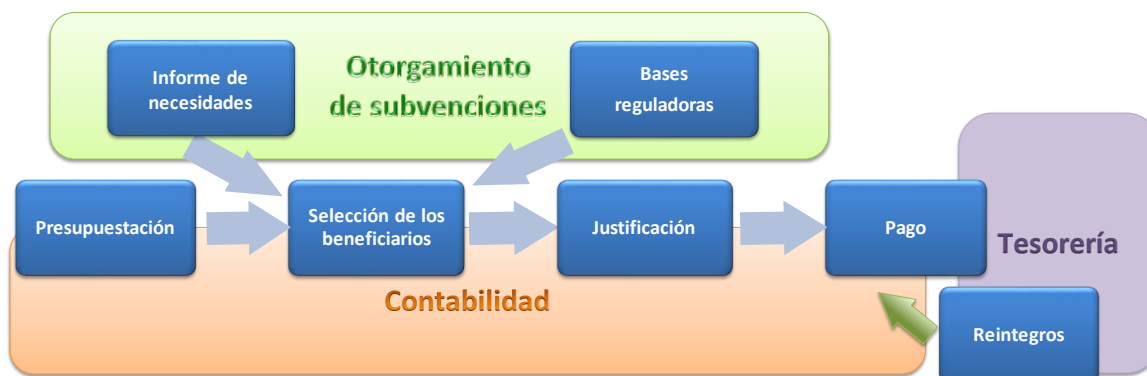 Informe de
necesidades
Otorgamiento
de subvenciones
Bases
reguladoras
Presupuestación
Selección de los
beneficiarios
Justificación
Pago
Tesorería
Contabilidad
Reintegros